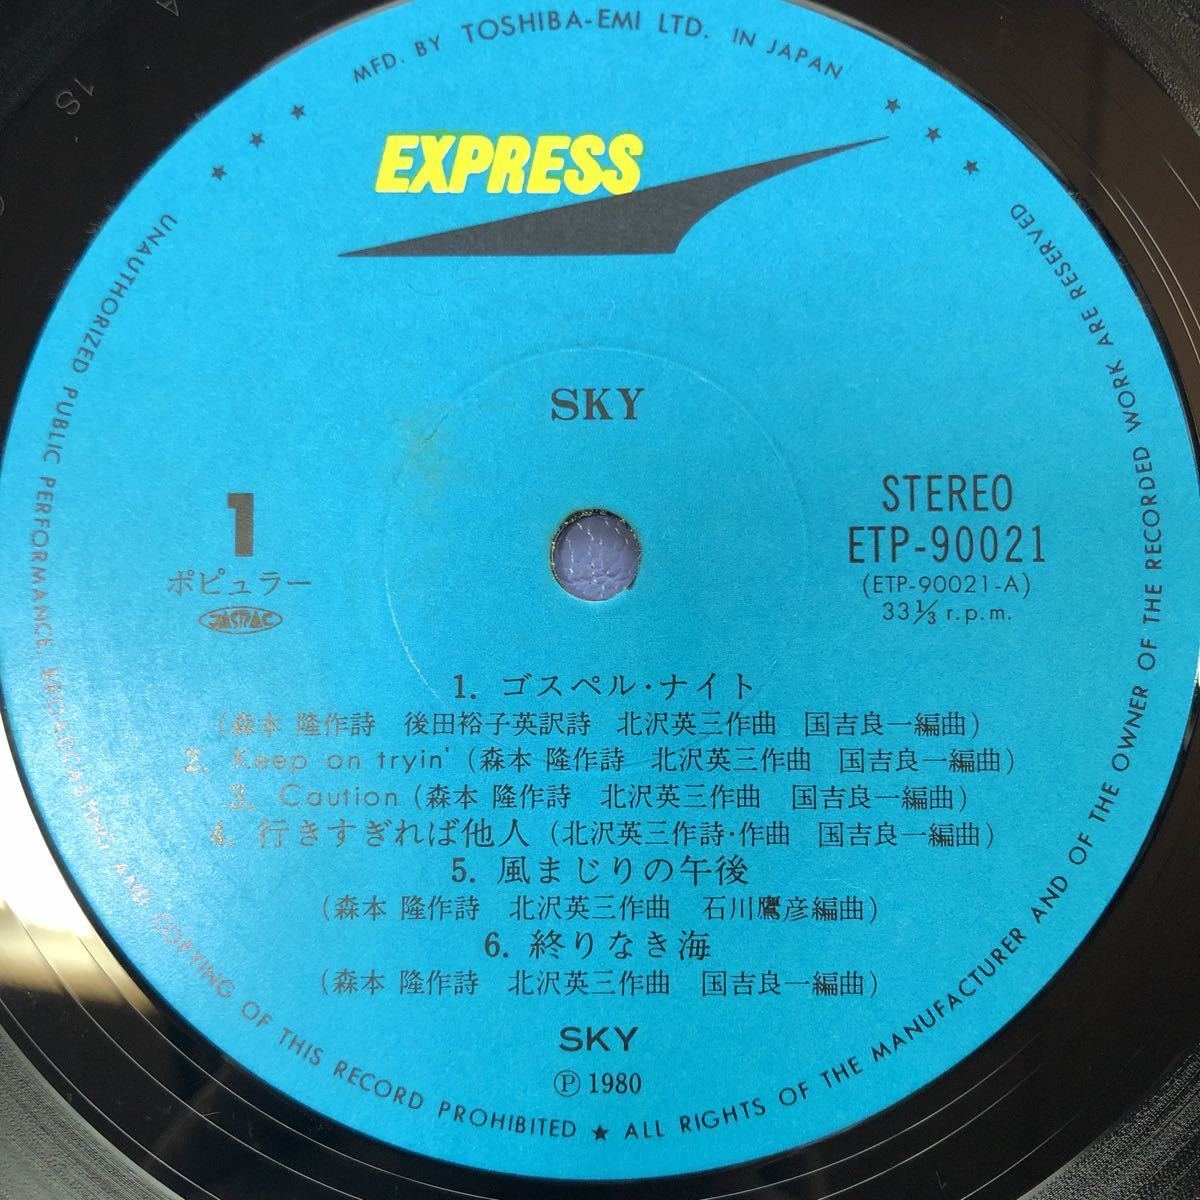 MFD. BY TOSHIBA-EMI LTD. IN JAPAN
EXPRESS
SKY
1
ポピュラー
JASRAC
STEREO
ETP-90021
(ETP-90021-A)
33 1/3 r.p.m.
1. ゴスペル・ナイト
(森本 隆作詩 後田裕子英訳詩 北沢英三作曲 国吉良一編曲)
2. Keep on tryin' (森本 隆作詩 北沢英三作曲 国吉良一編曲)
3. Caution (森本 隆作詩 北沢英三作曲 国吉良一編曲)
4. 行きすぎれば他人 (北沢英三作詩・作曲 国吉良一編曲)
5. 風まじりの午後
(森本 隆作詩 北沢英三作曲 石川鷹彦編曲)
6. 終りなき海
(森本 隆作詩 北沢英三作曲 国吉良一編曲)
SKY
Ⓟ 1980
UNAUTHORIZED PUBLIC PERFORMANCE, BROADCASTING AND COPYING OF THIS RECORD PROHIBITED ★ ALL RIGHTS OF THE MANUFACTURER AND OF THE OWNER OF THE RECORDED WORK ARE RESERVED